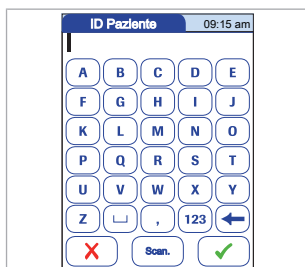 ID Paziente 09:15 am
A B C D E
F G H I J
K L M N O
P Q R S T
U V W X Y
Z , 123
Scan.